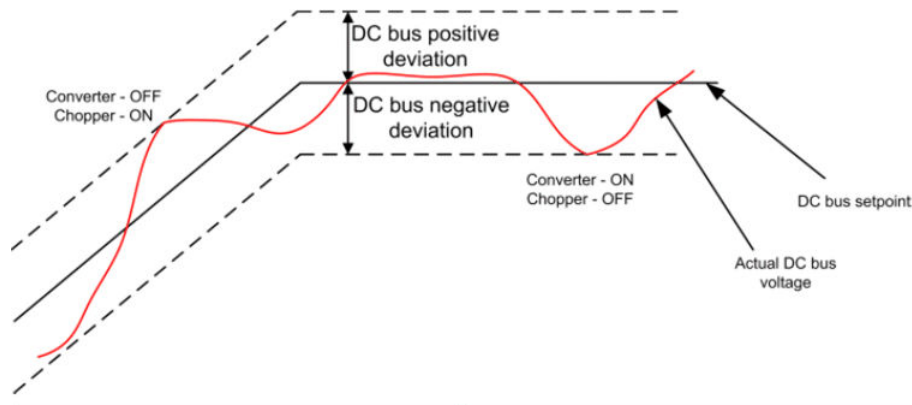 DC bus positive
deviation
Converter - OFF
Chopper - ON
DC bus negative
deviation
Converter - ON
Chopper - OFF
DC bus setpoint
Actual DC bus
voltage